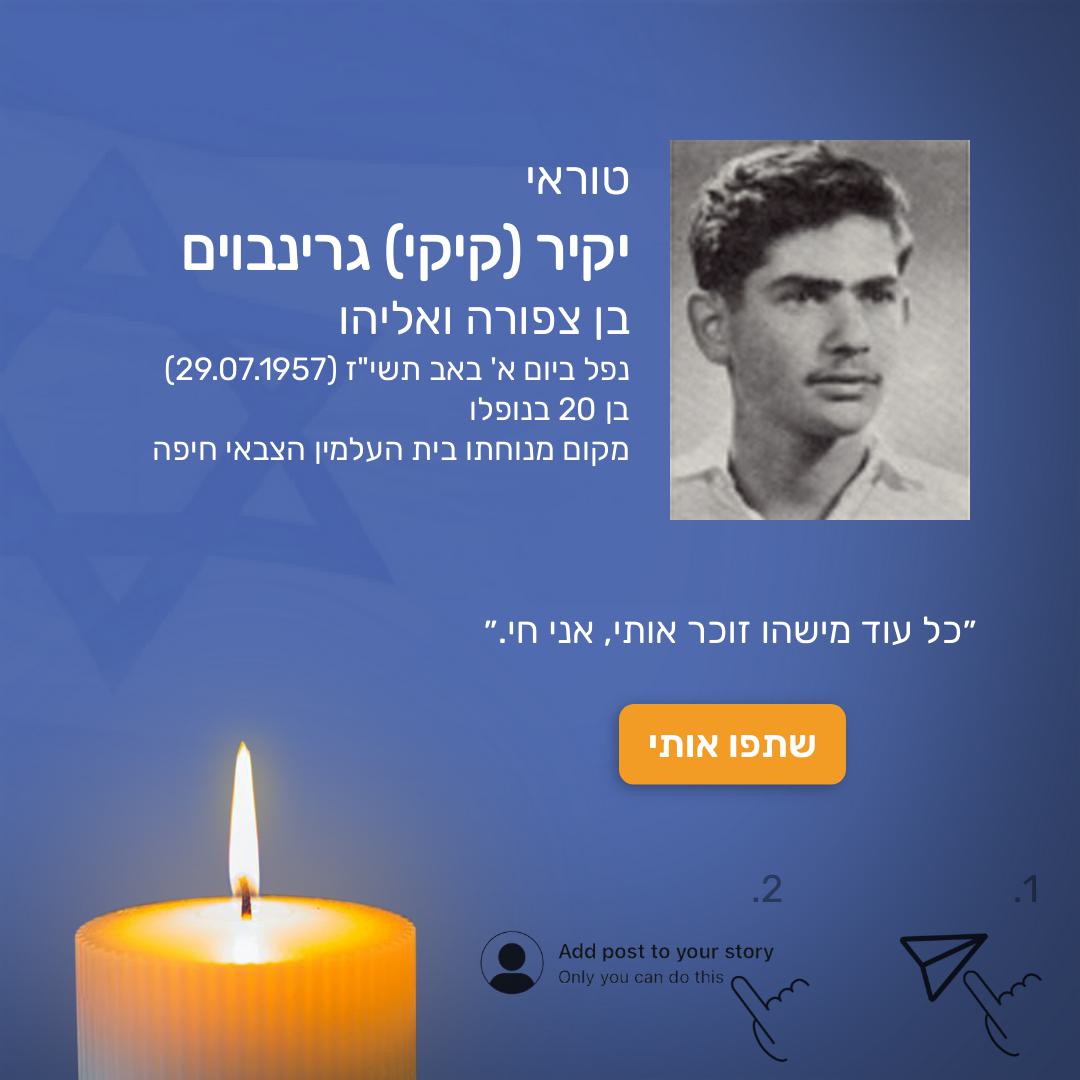 טוראי
יקיר (קיקי) גרינבוים
בן צפורה ואליהו
נפל ביום א' באב תשי"ז (29.07.1957)
בן 20 בנופלו
מקום מנוחתו בית העלמין הצבאי חיפה
״כל עוד מישהו זוכר אותי, אני חי.״
שתפו אותי
.1
.2
Add post to your story
Only you can do this